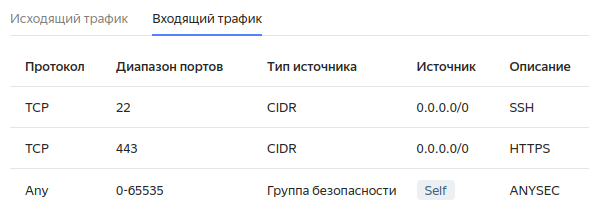 Исходящий трафик Входящий трафик
Протокол Диапазон портов Тип источника Источник Описание
TCP 22 CIDR 0.0.0.0/0 SSH
TCP 443 CIDR 0.0.0.0/0 HTTPS
Any 0-65535 Группа безопасности Self ANYSEC